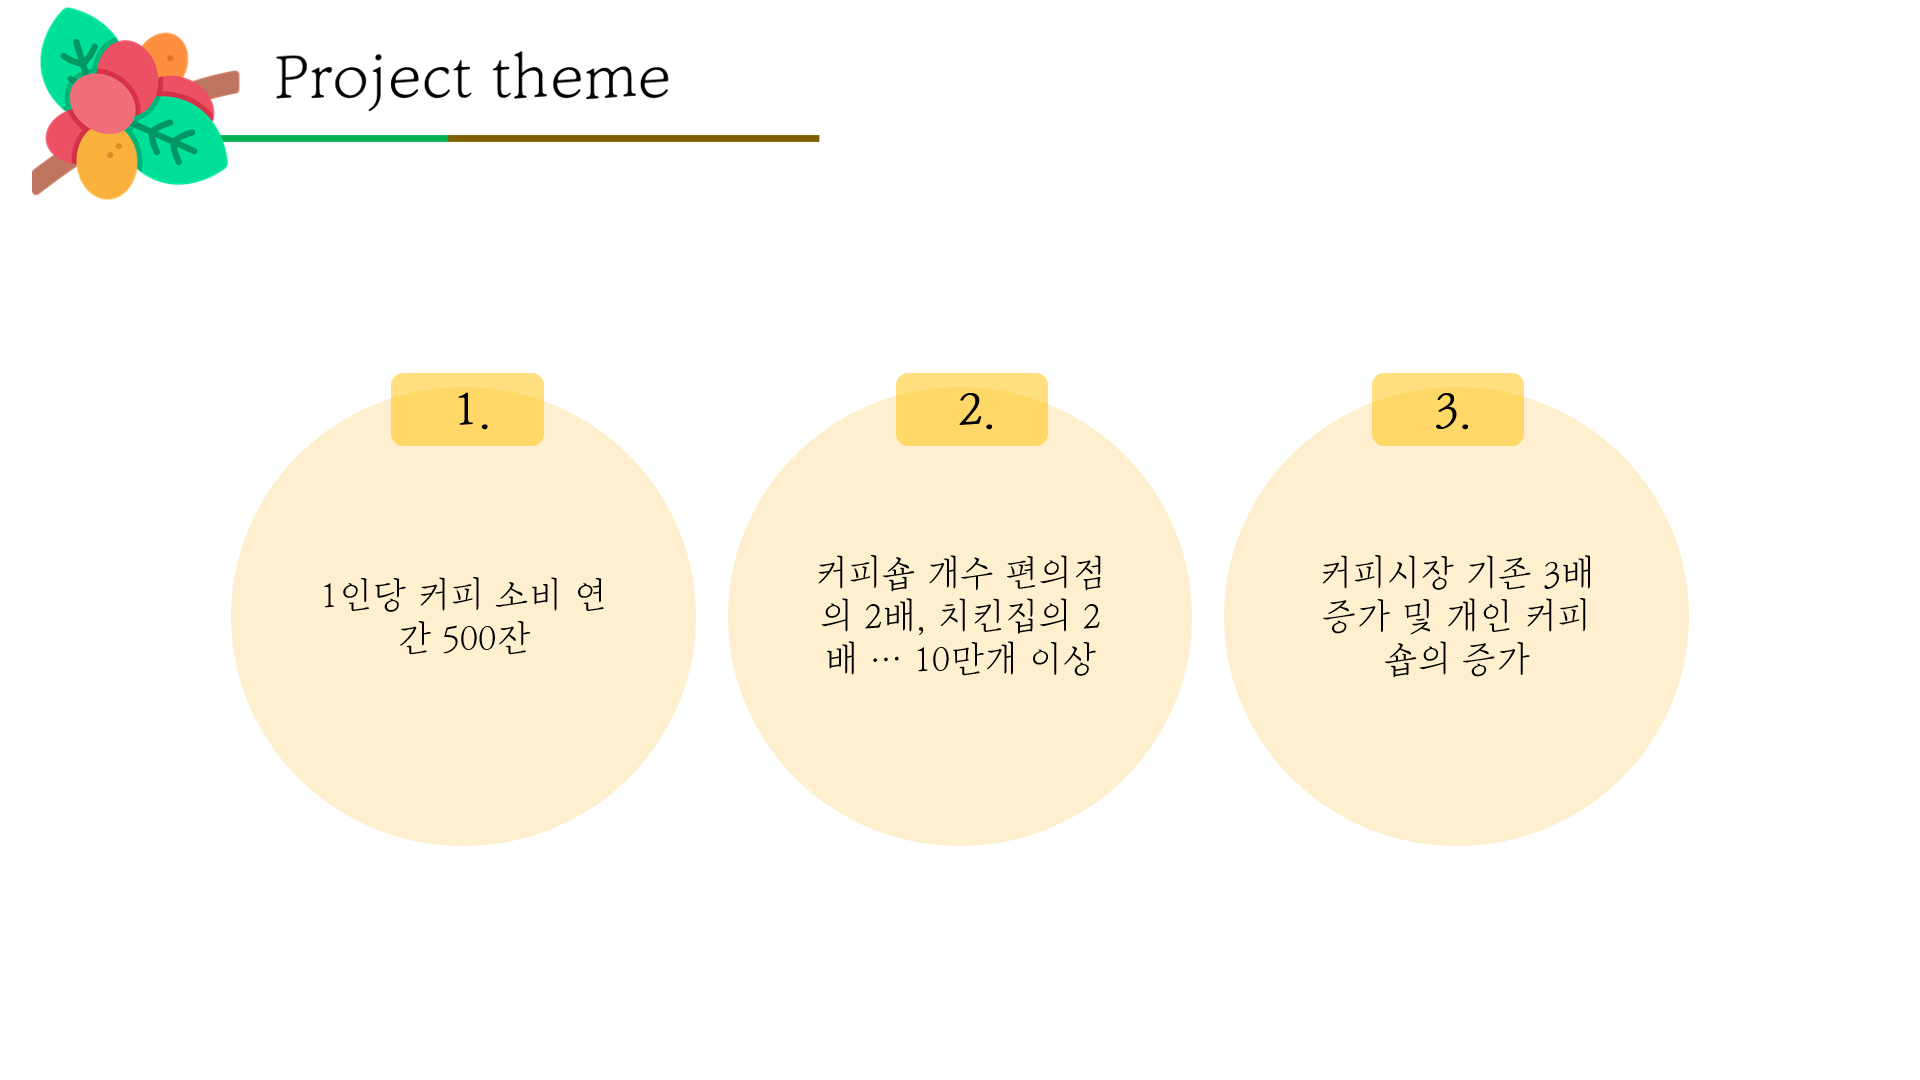 Project theme
1.
1인당 커피 소비 연
간 500잔
2.
커피숍 개수 편의점
의 2배, 치킨집의 2
배 … 10만개 이상
3.
커피시장 기존 3배
증가 및 개인 커피
숍의 증가